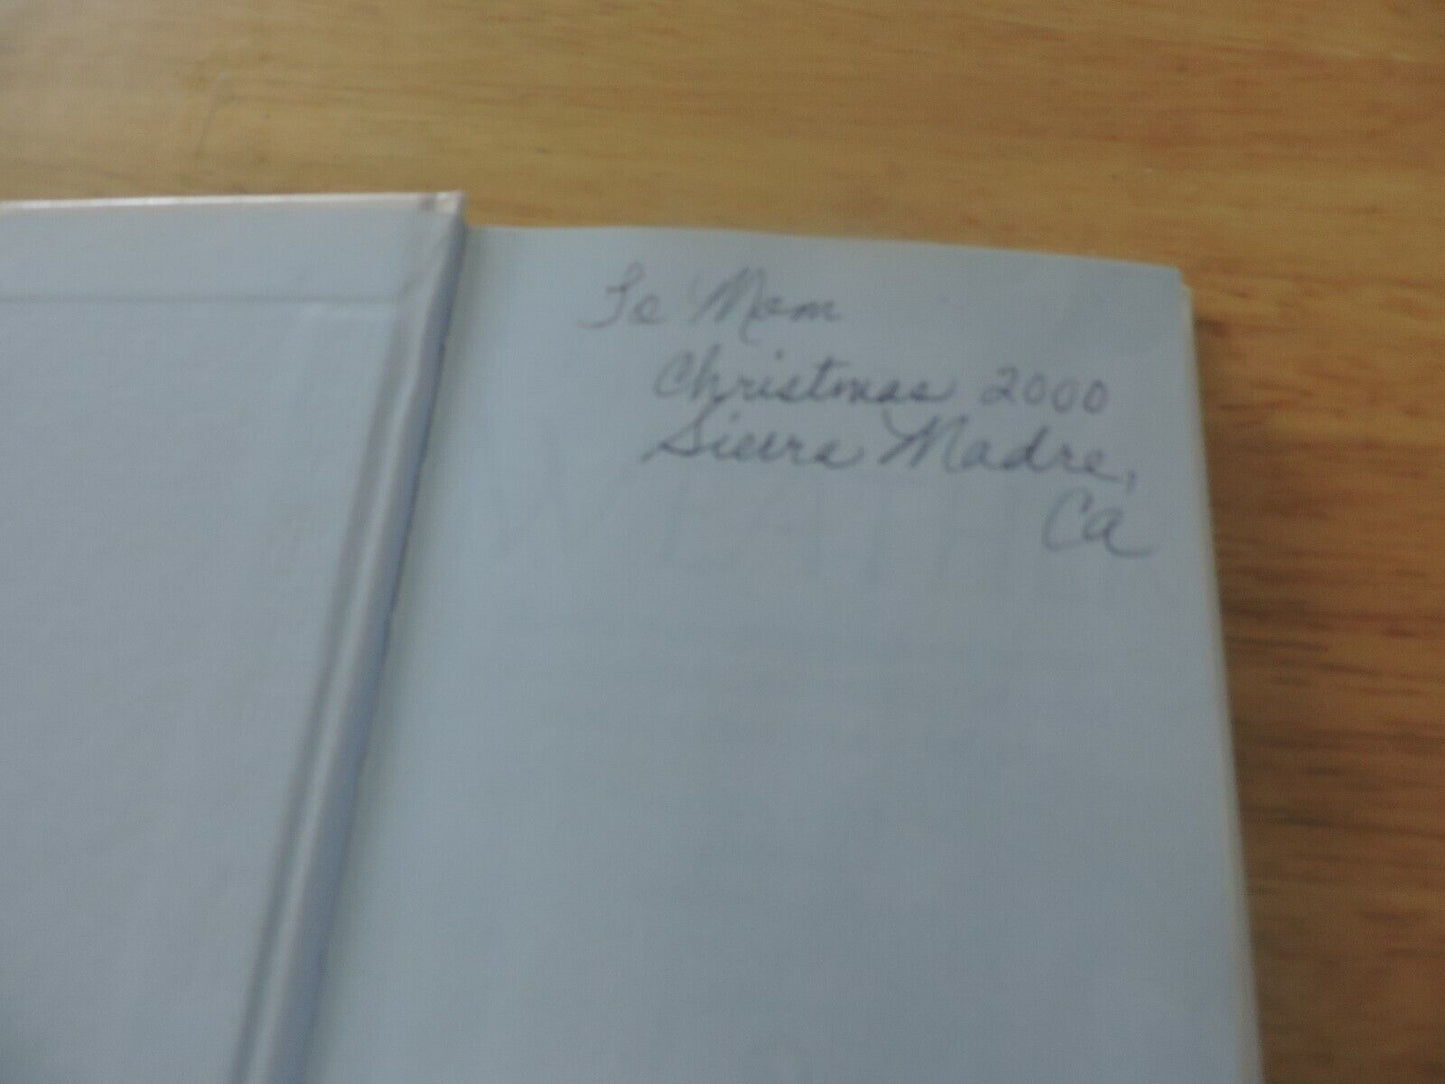 To Mom
Christmas 2000
Sierra Madre,
Ca